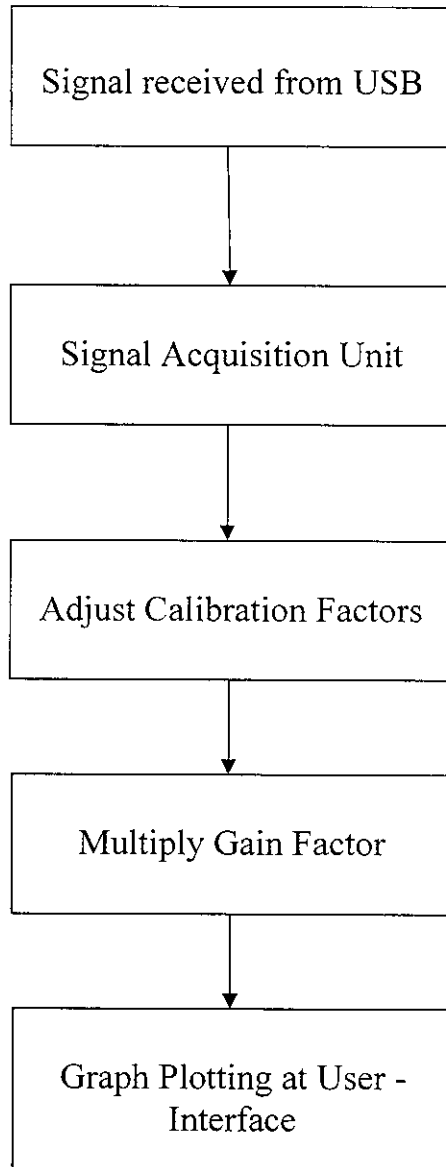 Signal received from USB
Signal Acquisition Unit
Adjust Calibration Factors
Multiply Gain Factor
Graph Plotting at User -
Interface